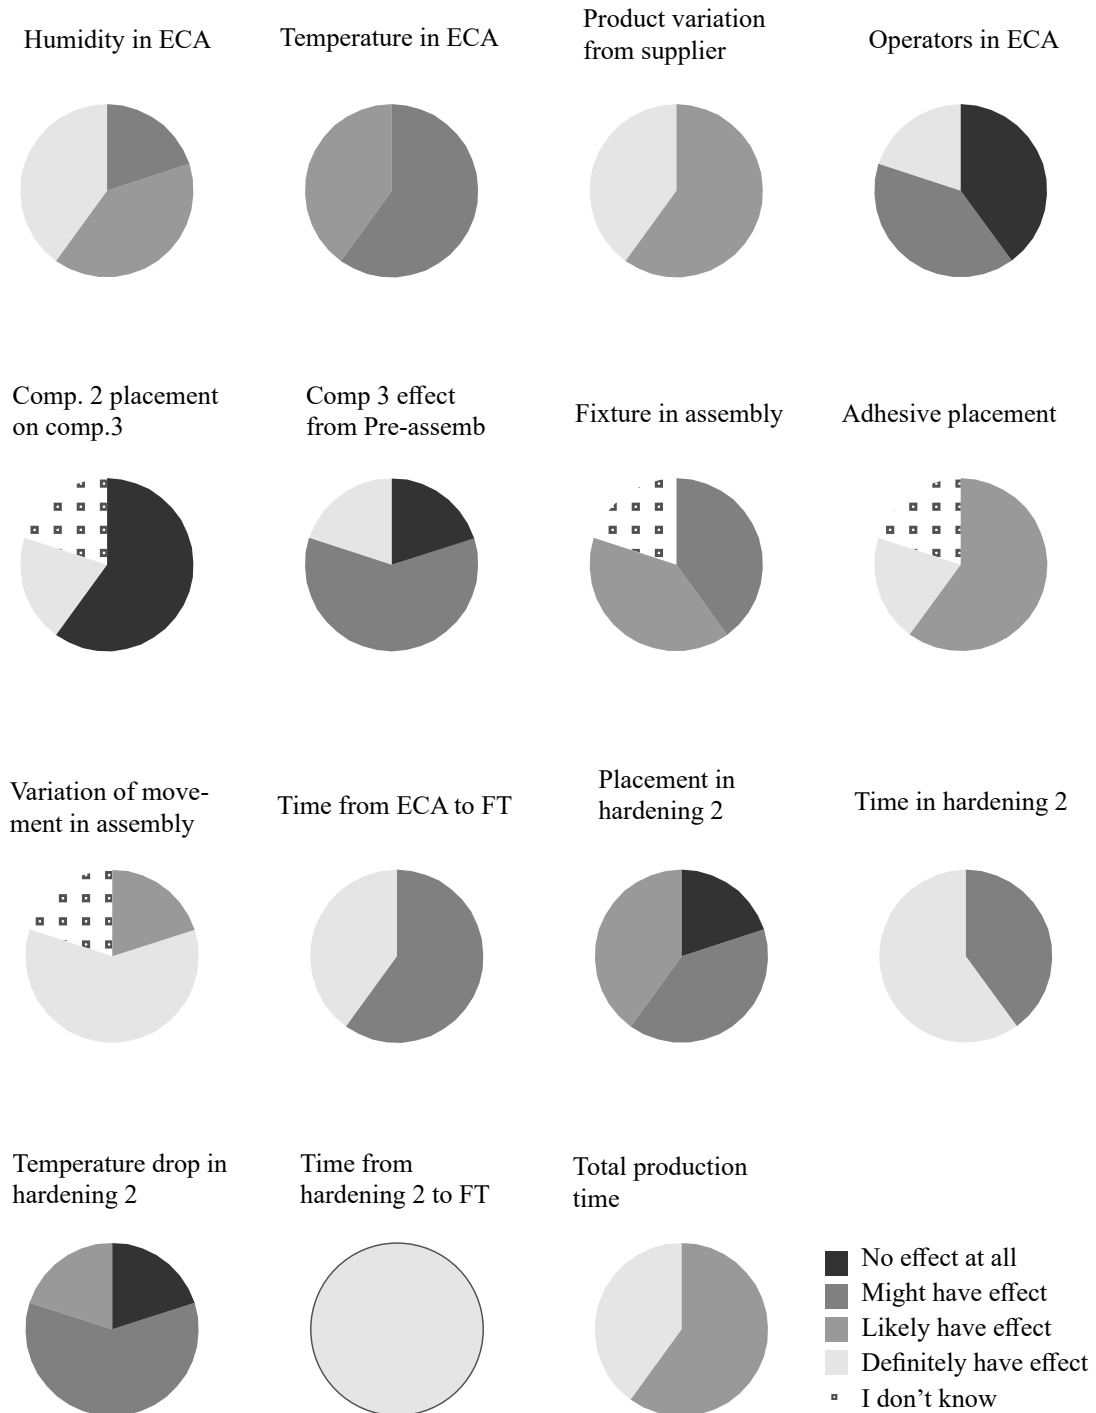 Humidity in ECA
Temperature in ECA
Product variation
from supplier
Operators in ECA
Comp. 2 placement
on comp.3
Comp 3 effect
from Pre-assemb
Fixture in assembly
Adhesive placement
Variation of move-
ment in assembly
Time from ECA to FT
Placement in
hardening 2
Time in hardening 2
Temperature drop in
hardening 2
Time from
hardening 2 to FT
Total production
time
No effect at all
Might have effect
Likely have effect
Definitely have effect
I don’t know